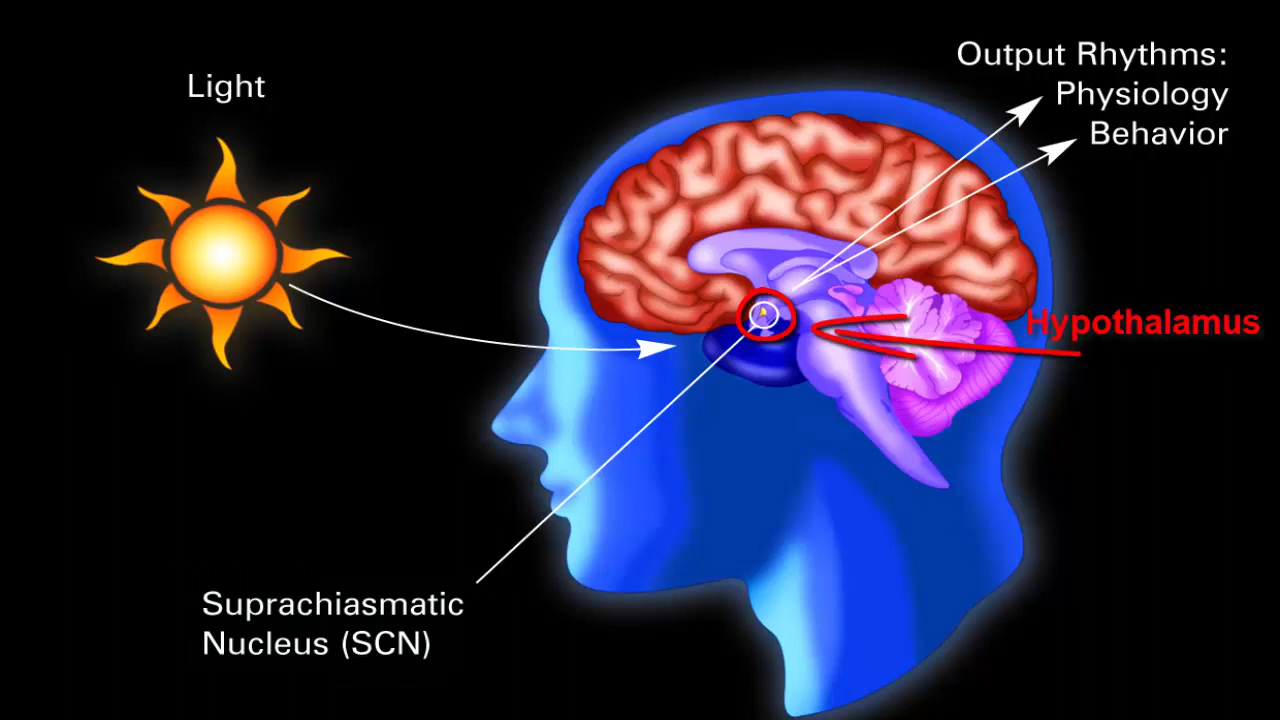 Light
Output Rhythms:
Physiology
Behavior
Hypothalamus
Suprachiasmatic
Nucleus (SCN)